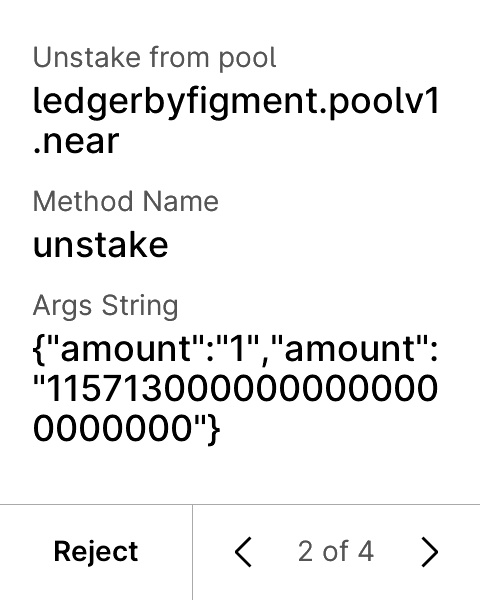 Unstake from pool
ledgerbyfigment.poolv1
.near
Method Name
unstake
Args String
{"amount":"1","amount":
"115713000000000000000
0000000"}
Reject
2 of 4